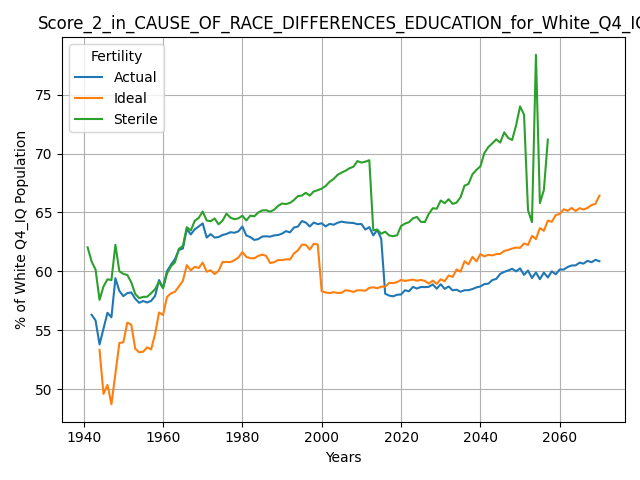 Score_2_in_CAUSE_OF_RACE_DIFFERENCES_EDUCATION_for_White_Q4_IQ
Fertility
Actual
Ideal
Sterile
% of White Q4_IQ Population
75
70
65
60
55
50
1940 1960 1980 2000 2020 2040 2060
Years